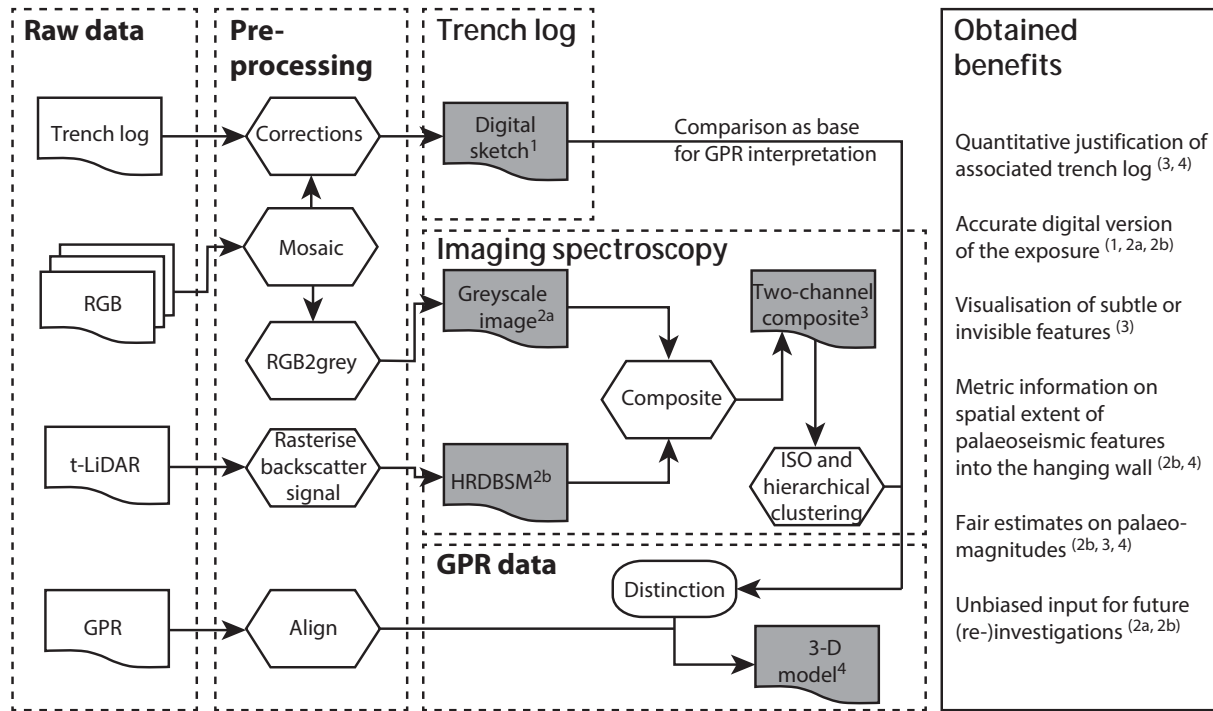 Raw data
Trench log
RGB
t-LiDAR
GPR
Pre-
processing
Corrections
Mosaic
RGB2grey
Rasterise
backscatter
signal
Align
Trench log
Digital
sketch1
Comparison as base
for GPR interpretation
Imaging spectroscopy
Greyscale
image2a
HRDBSM2b
Composite
Two-channel
composite3
ISO and
hierarchical
clustering
GPR data
Distinction
3-D
model4
Obtained
benefits
Quantitative justification of
associated trench log (3, 4)
Accurate digital version
of the exposure (1, 2a, 2b)
Visualisation of subtle or
invisible features (3)
Metric information on
spatial extent of
palaeoseismic features
into the hanging wall (2b, 4)
Fair estimates on palaeo-
magnitudes (2b, 3, 4)
Unbiased input for future
(re-)investigations (2a, 2b)